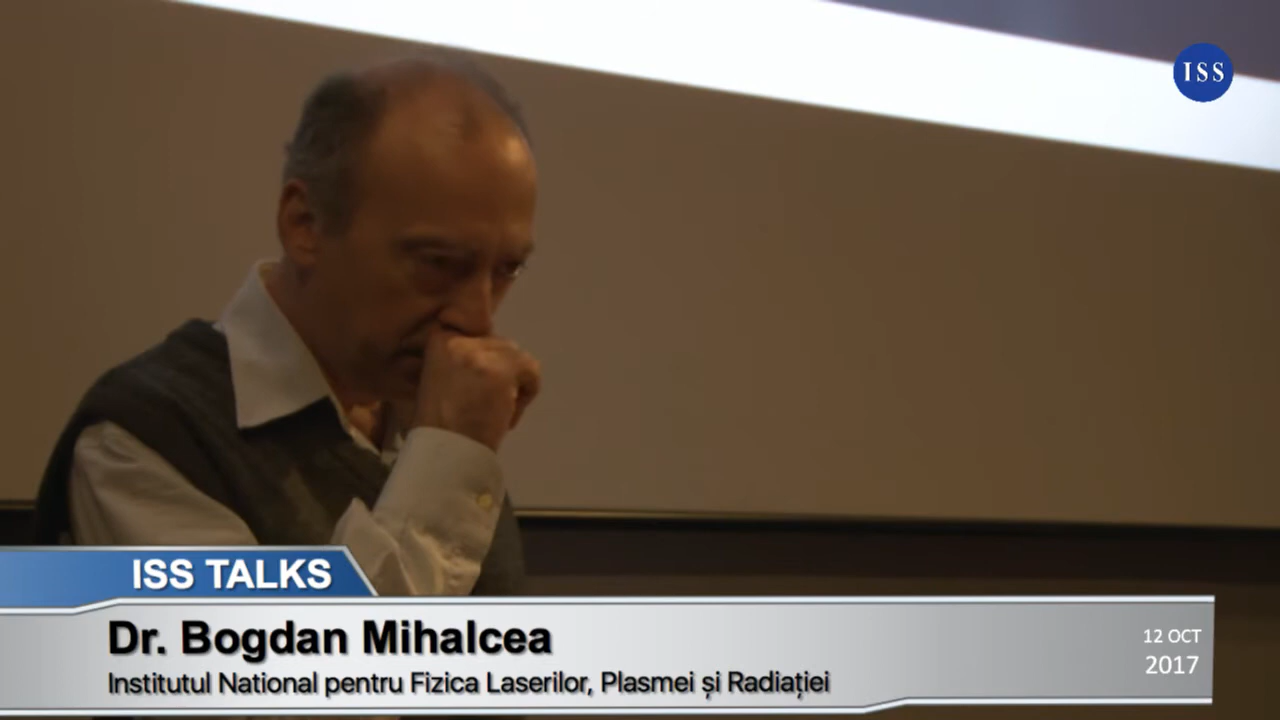 ISS
ISS TALKS
Dr. Bogdan Mihalcea
Institutul National pentru Fizica Laserilor, Plasmei și Radiației
12 OCT
2017